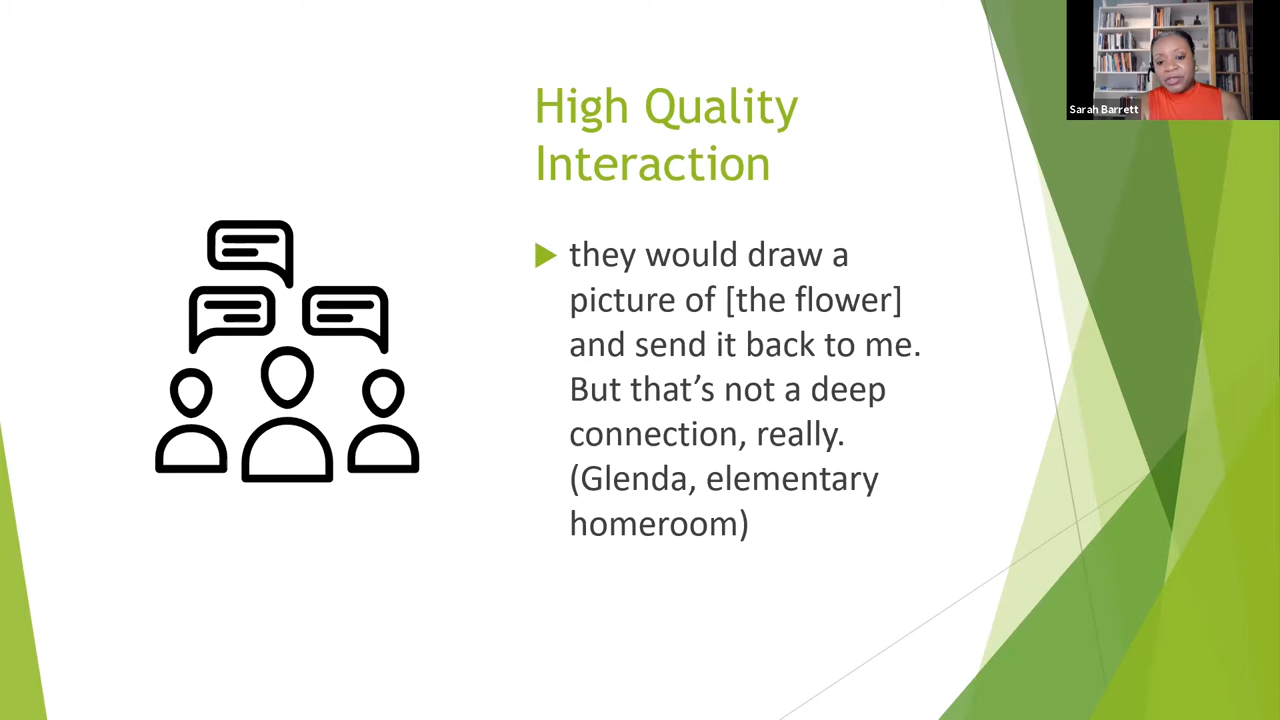 High Quality
Interaction
they would draw a
picture of [the flower]
and send it back to me.
But that’s not a deep
connection, really.
(Glenda, elementary
homeroom)
Sarah Barrett